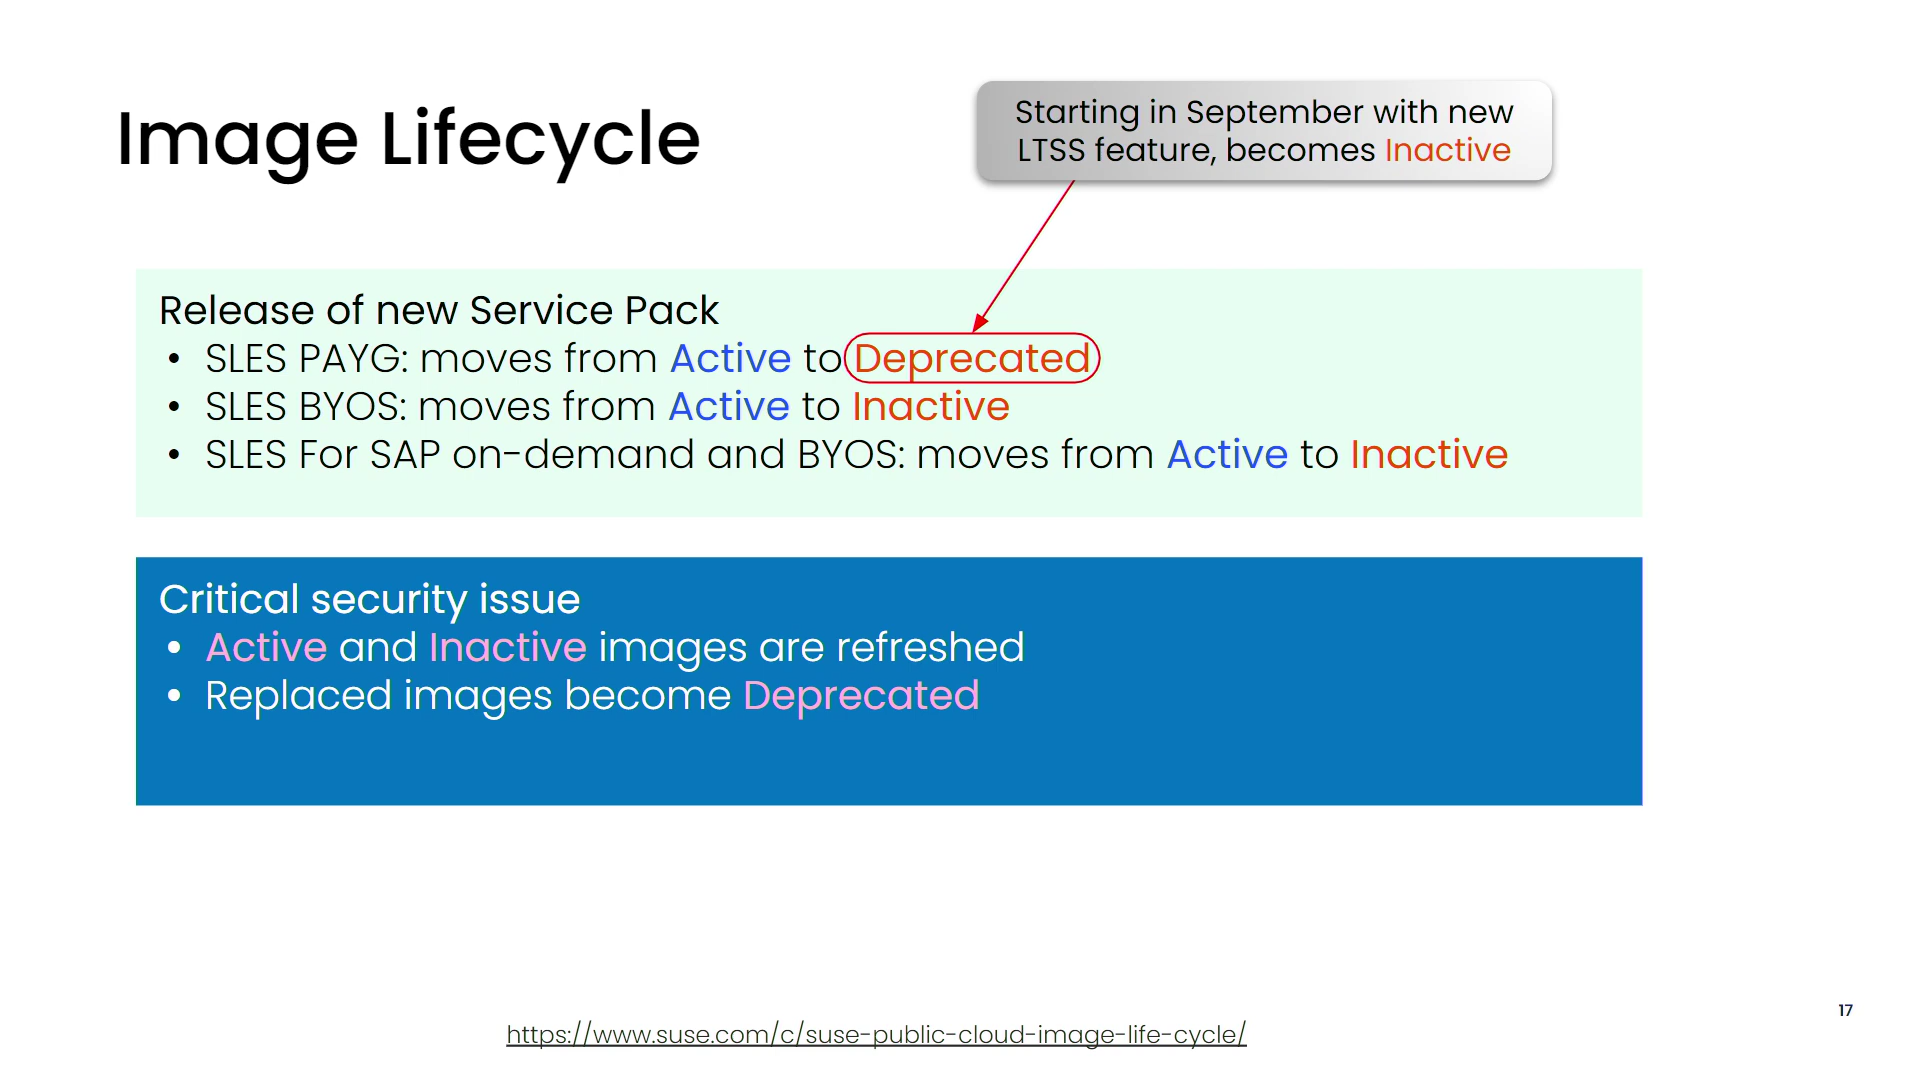 Image Lifecycle
Starting in September with new
LTSS feature, becomes Inactive
Release of new Service Pack
• SLES PAYG: moves from Active to Deprecated
• SLES BYOS: moves from Active to Inactive
• SLES For SAP on-demand and BYOS: moves from Active to Inactive
Critical security issue
• Active and Inactive images are refreshed
• Replaced images become Deprecated
17
https://www.suse.com/c/suse-public-cloud-image-life-cycle/